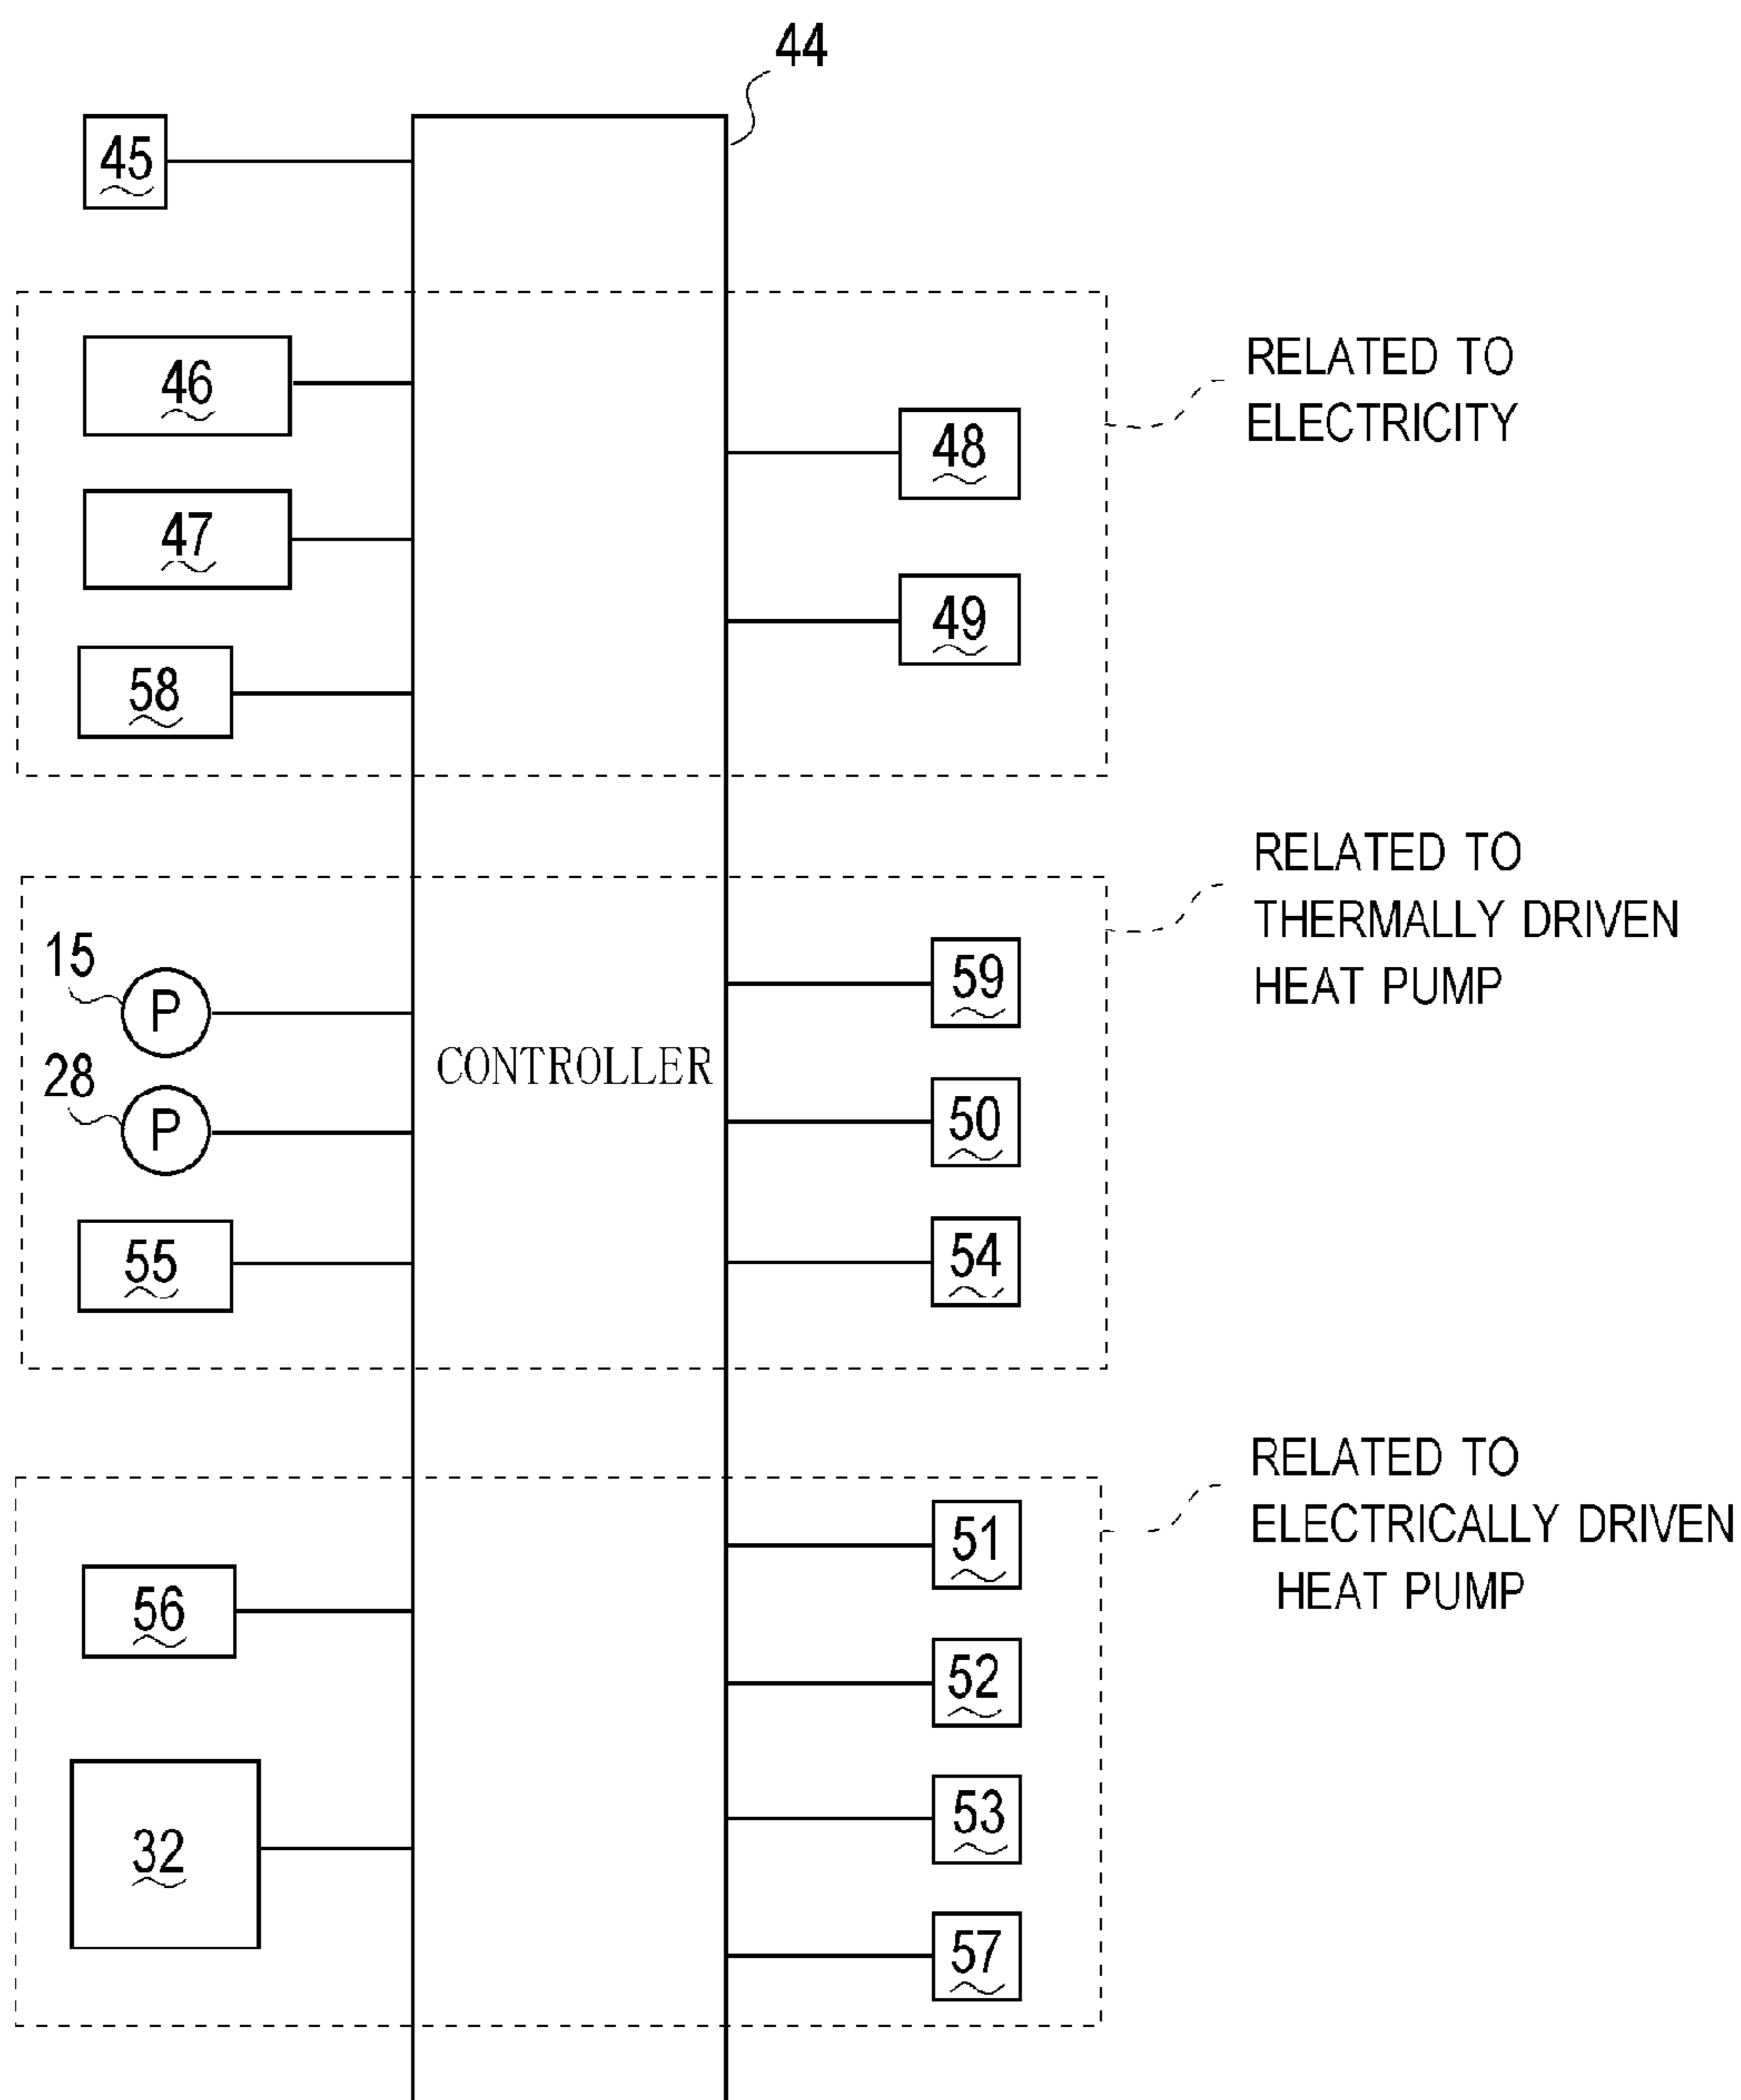 44
45
46
47
58
48
49
RELATED TO
ELECTRICITY
15
P
28
P
55
CONTROLLER
59
50
54
RELATED TO
THERMALLY DRIVEN
HEAT PUMP
56
32
51
52
53
57
RELATED TO
ELECTRICALLY DRIVEN
HEAT PUMP